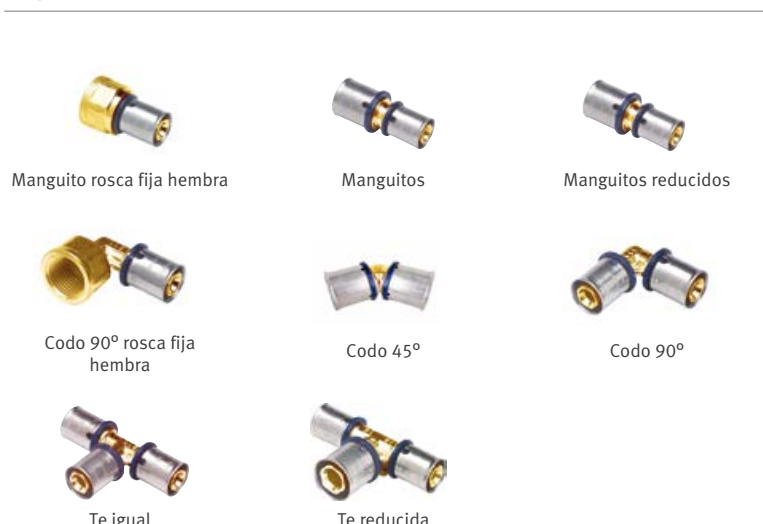 Manguito rosca fija hembra
Manguitos
Manguitos reducidos
Codo 90º rosca fija
hembra
Codo 45º
Codo 90º
Te igual
Te reducida